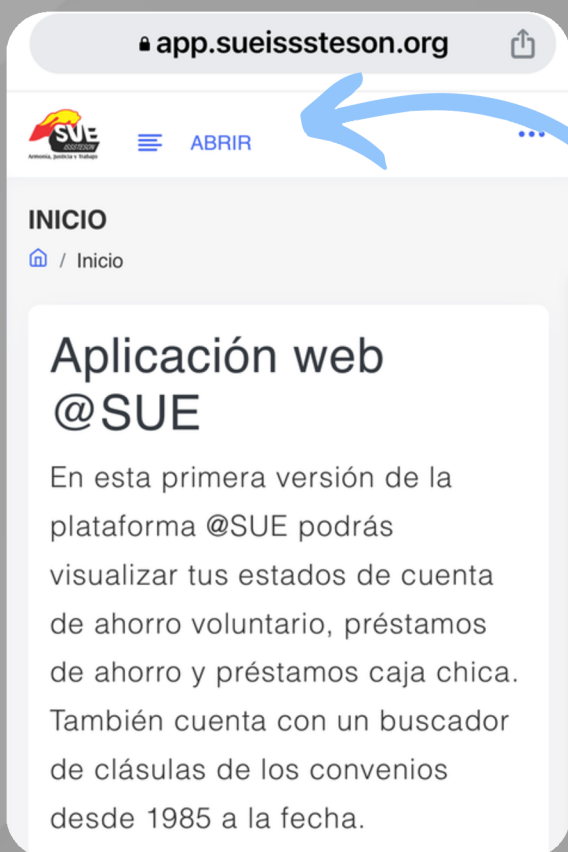 app.sueisssteson.org
SUE
ISSSTESON
Armonía, Justicia y Trabajo
ABRIR
INICIO
/ Inicio
Aplicación web
@SUE
En esta primera versión de la
plataforma @SUE podrás
visualizar tus estados de cuenta
de ahorro voluntario, préstamos
de ahorro y préstamos caja chica.
También cuenta con un buscador
de clásulas de los convenios
desde 1985 a la fecha.